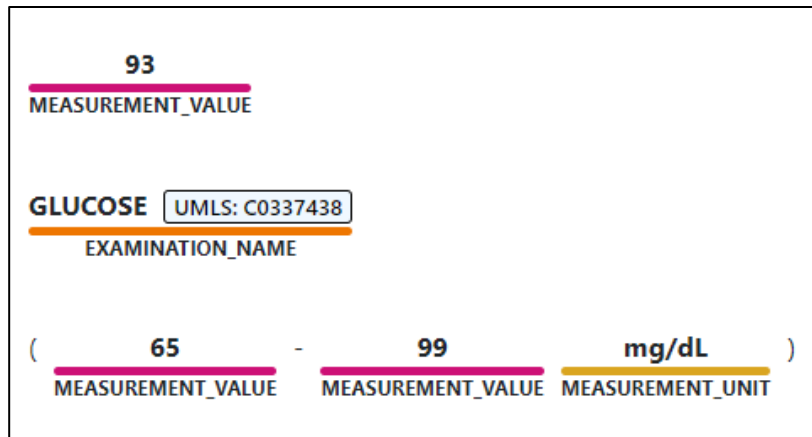 93
MEASUREMENT_VALUE
GLUCOSE UMLS: C0337438
EXAMINATION_NAME
( 65 - 99 mg/dL )
MEASUREMENT_VALUE MEASUREMENT_VALUE MEASUREMENT_UNIT